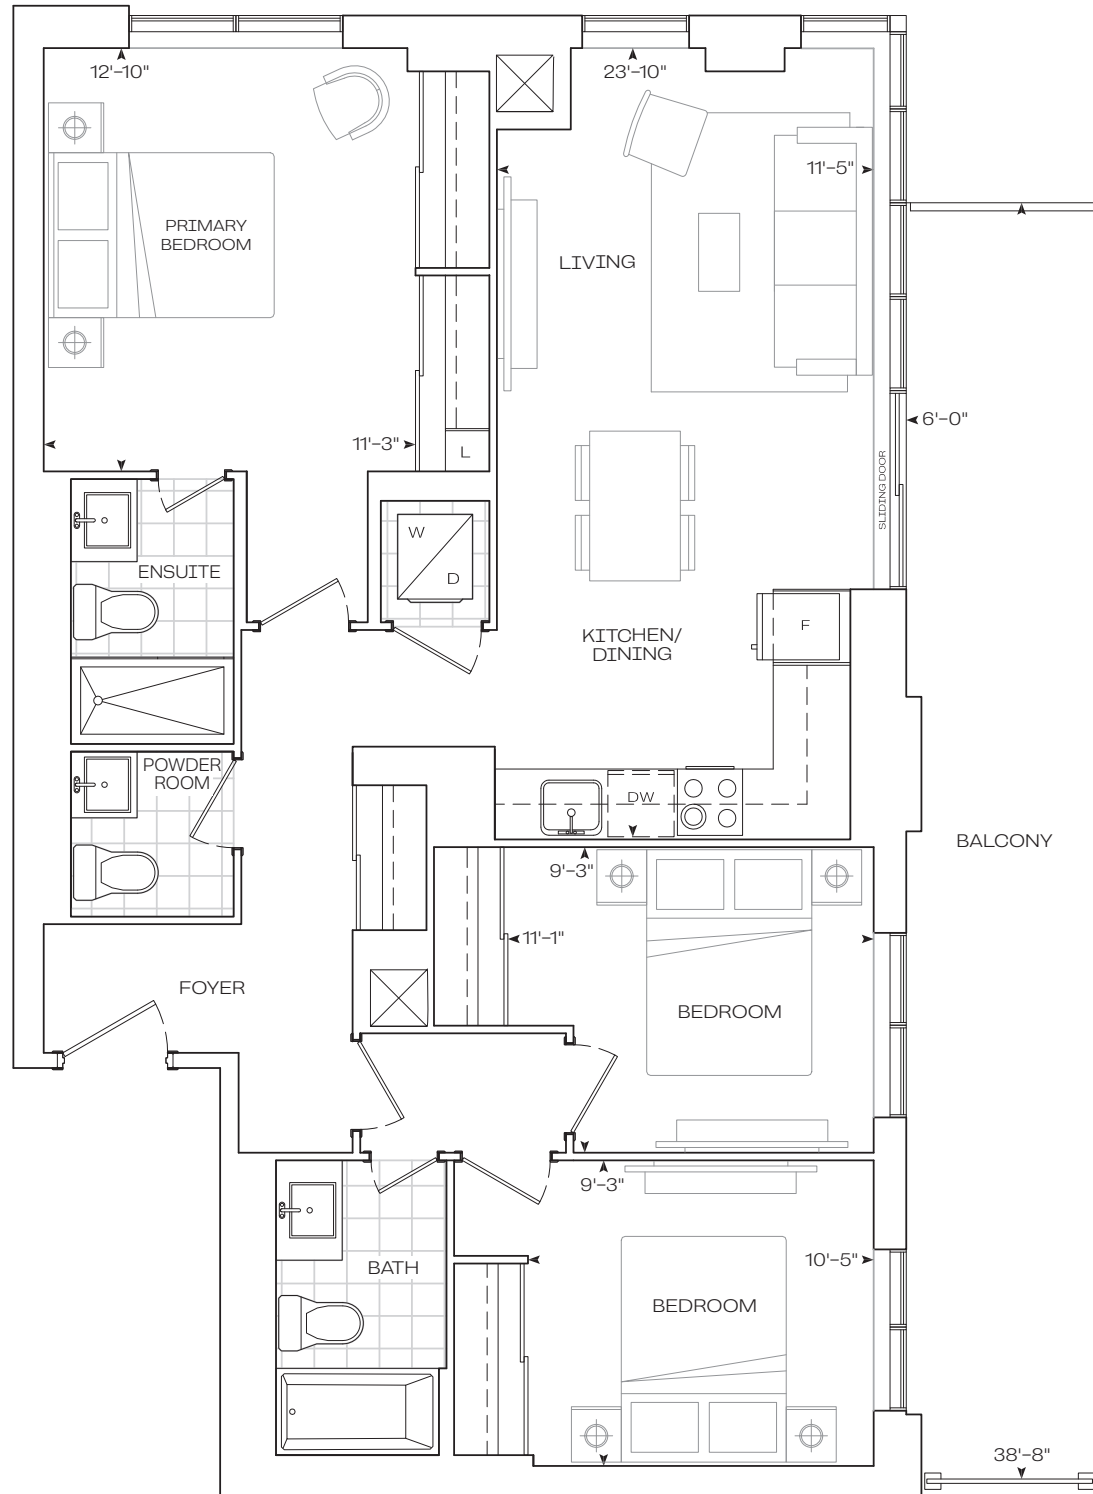 12'-10"
23'-10"
11'-5"
PRIMARY
BEDROOM
LIVING
6'-0"
11'-3"
L
SLIDING DOOR
W
D
ENSUITE
F
KITCHEN/
DINING
POWDER
ROOM
DW
BALCONY
9'-3"
11'-1"
FOYER
BEDROOM
9'-3"
10'-5"
BATH
BEDROOM
38'-8"